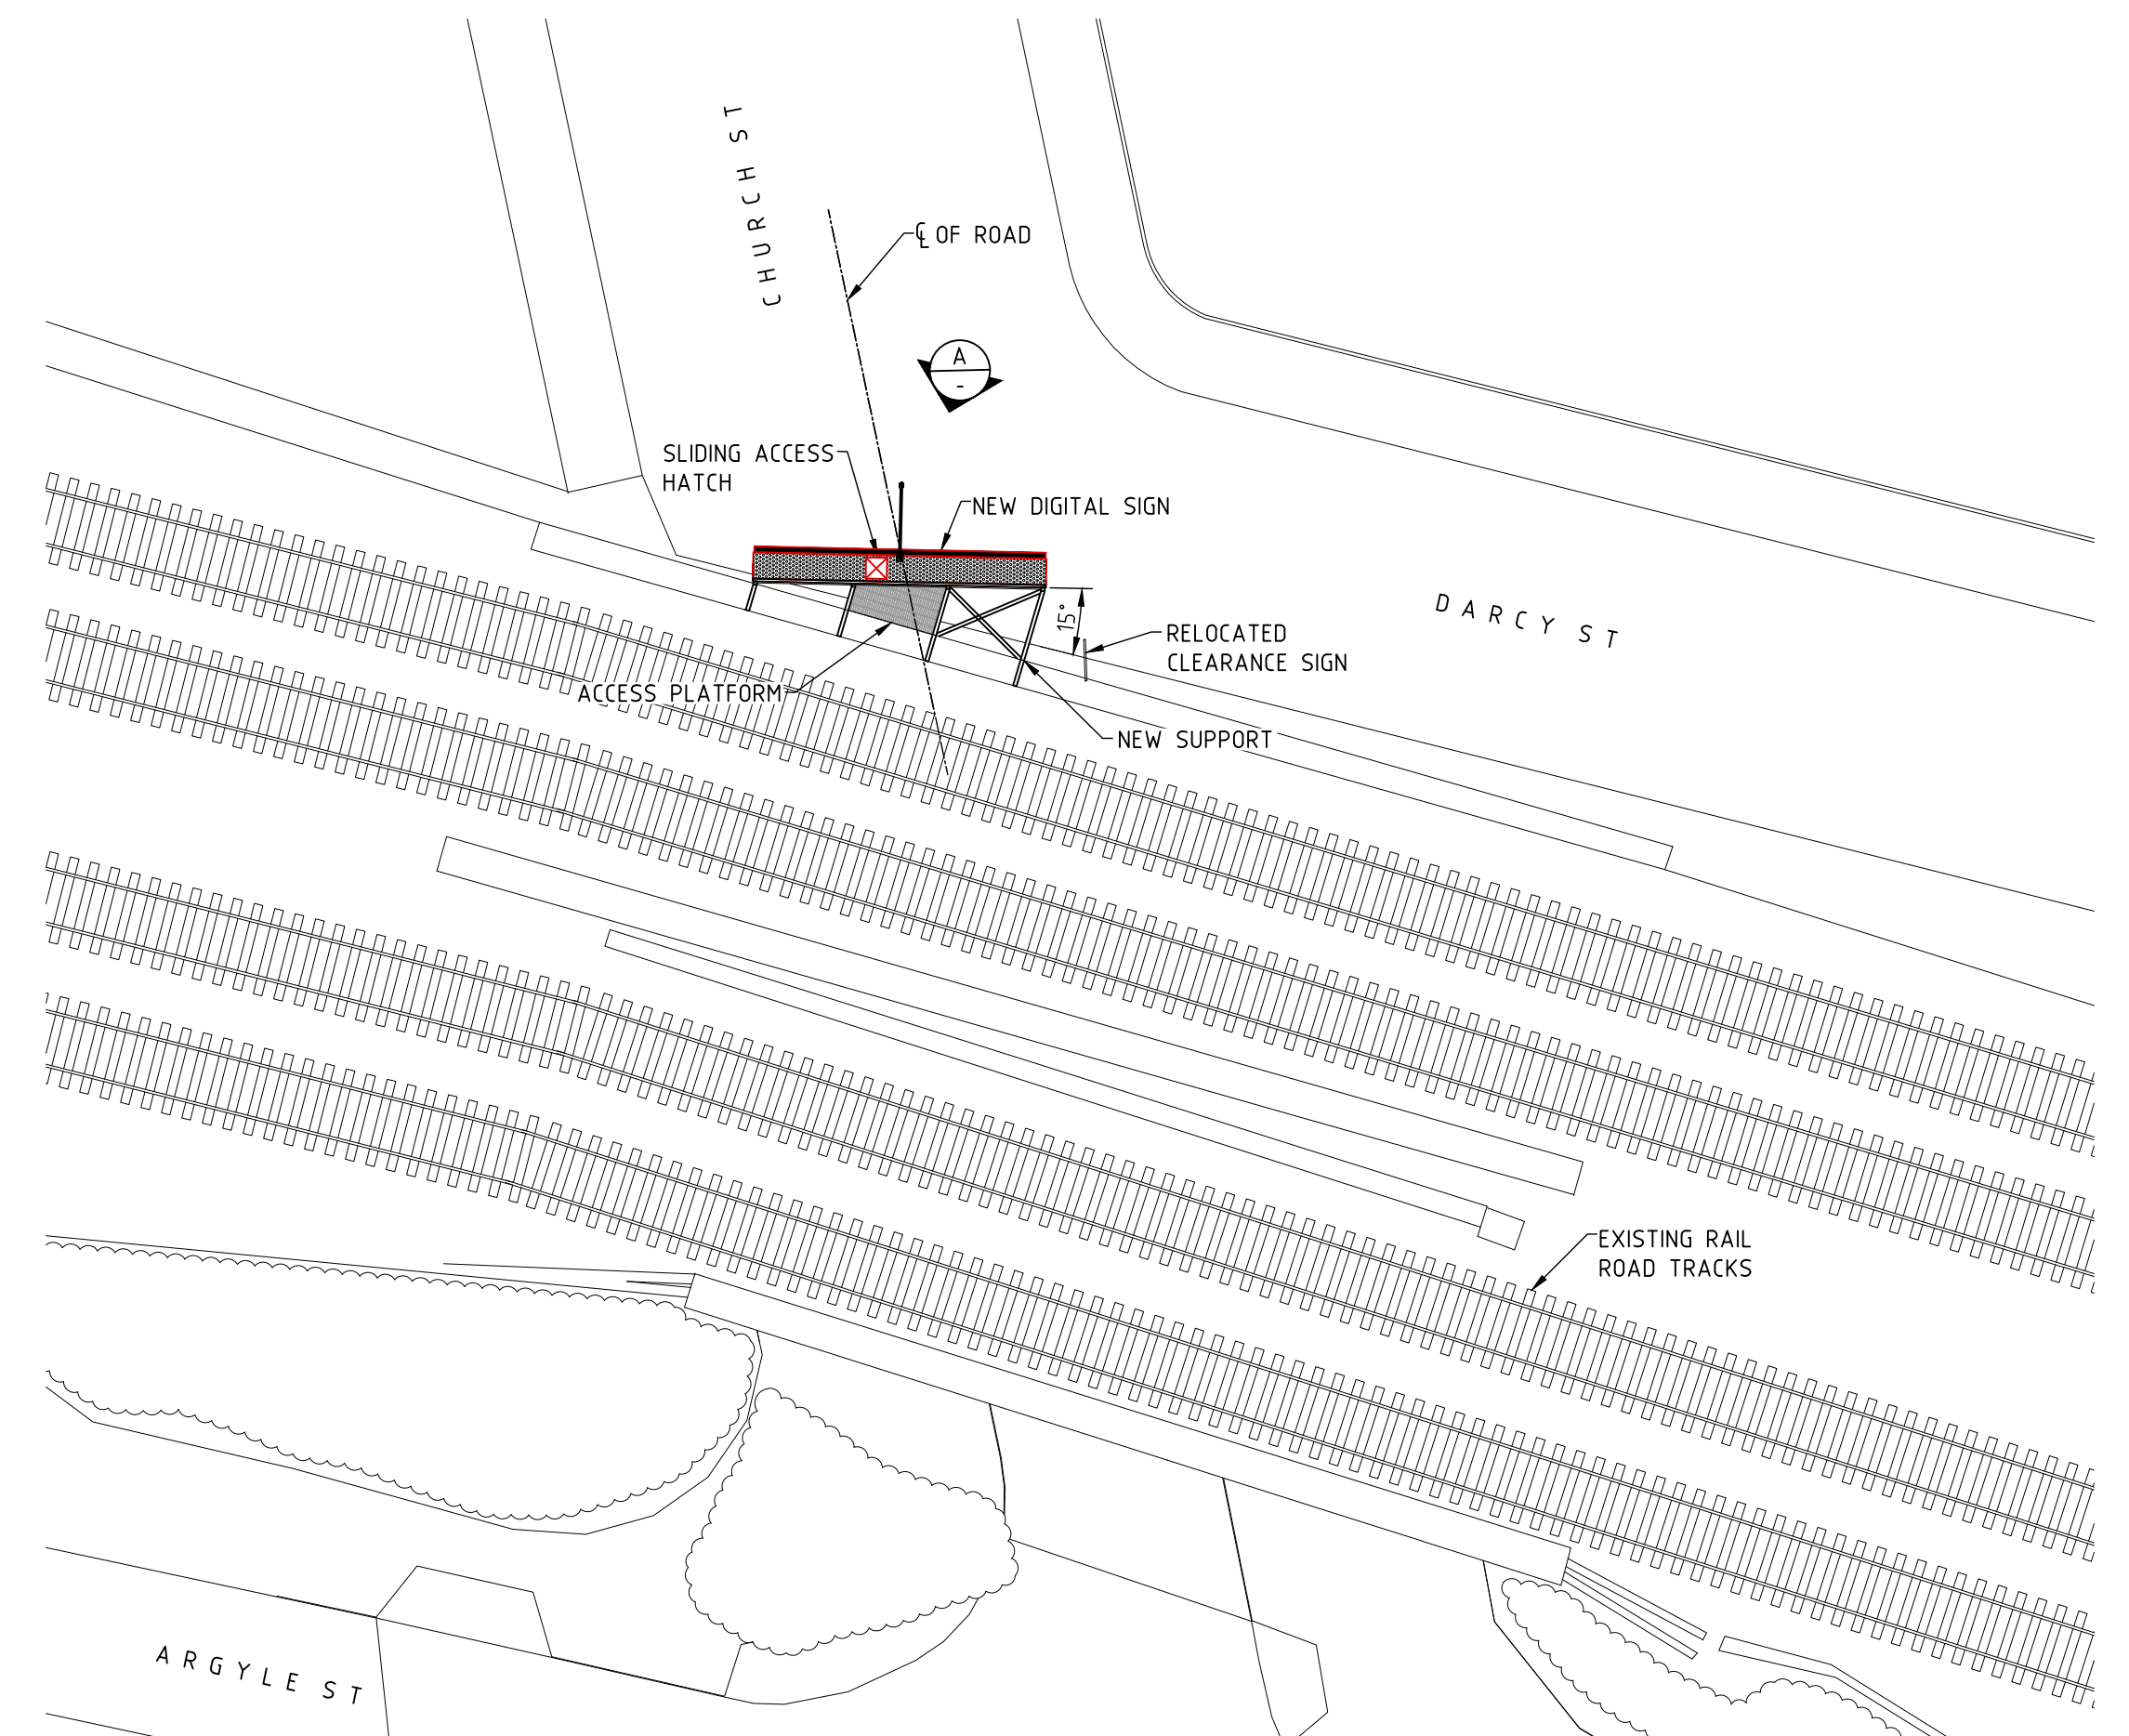 CHURCH ST
℄ OF ROAD
A
-
SLIDING ACCESS
HATCH
NEW DIGITAL SIGN
15°
DARCY ST
RELOCATED
CLEARANCE SIGN
ACCESS PLATFORM
NEW SUPPORT
EXISTING RAIL
ROAD TRACKS
ARGYLE ST